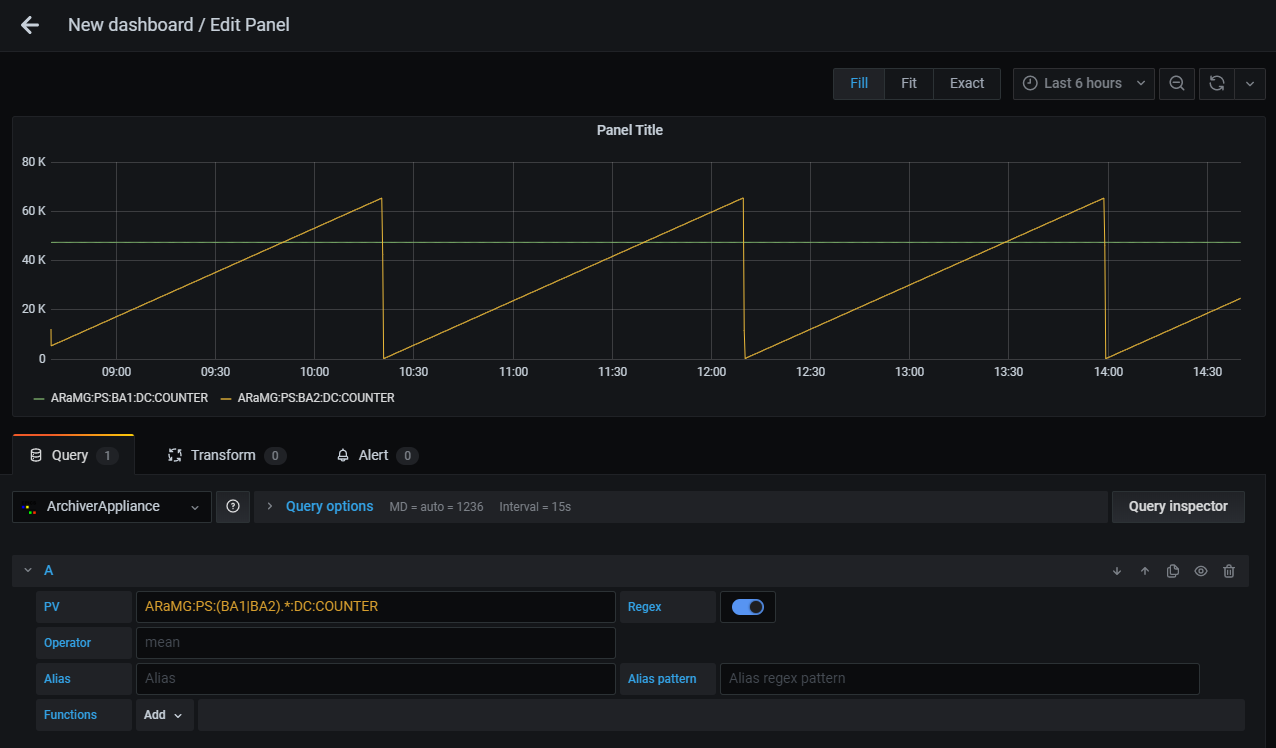 New dashboard / Edit Panel
Fill Fit Exact Last 6 hours
Panel Title
80 K
60 K
40 K
20 K
0
09:00 09:30 10:00 10:30 11:00 11:30 12:00 12:30 13:00 13:30 14:00 14:30
ARaMG:PS:BA1:DC:COUNTER ARaMG:PS:BA2:DC:COUNTER
Query 1 Transform 0 Alert 0
ArchiverAppliance Query options MD = auto = 1236 Interval = 15s Query inspector
A
PV ARaMG:PS:(BA1|BA2).*:DC:COUNTER Regex
Operator mean
Alias Alias Alias pattern Alias regex pattern
Functions Add